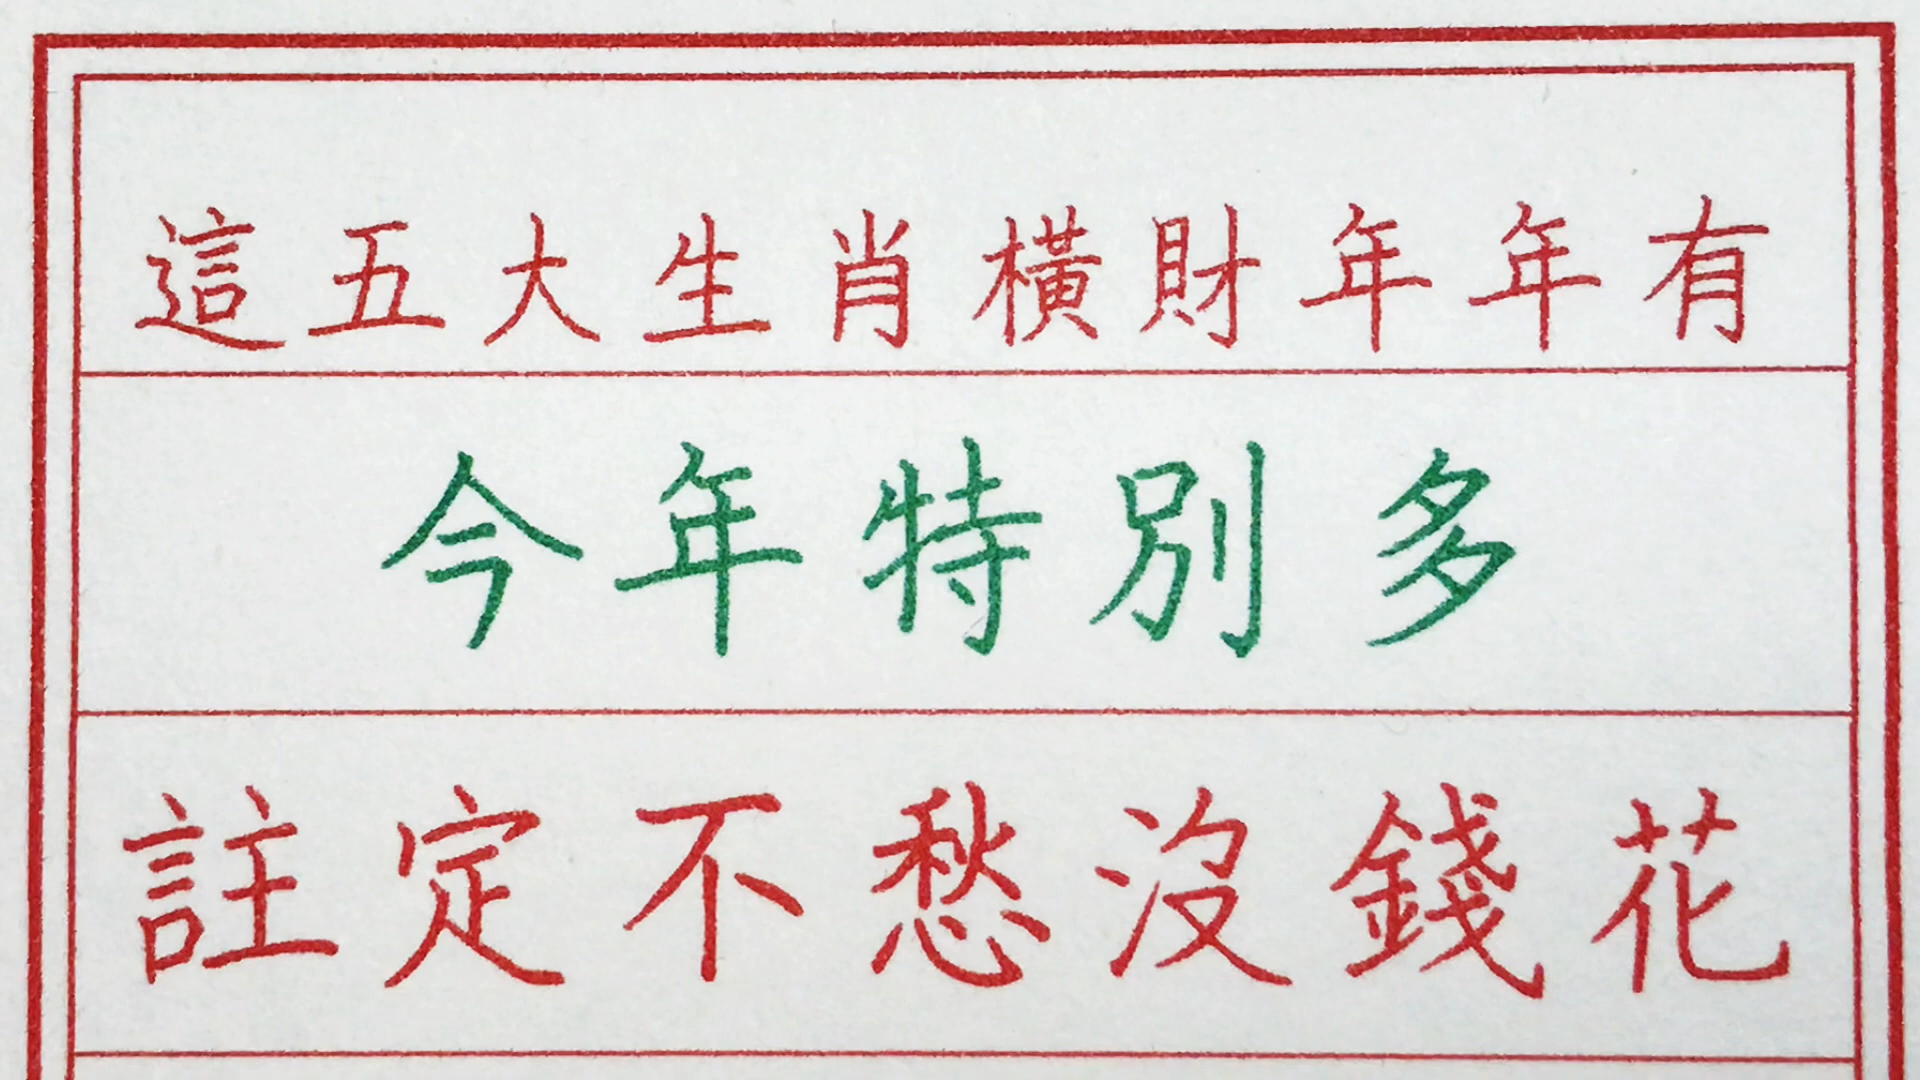 這五大生肖橫財年年有
今年特別多
註定不愁沒錢花